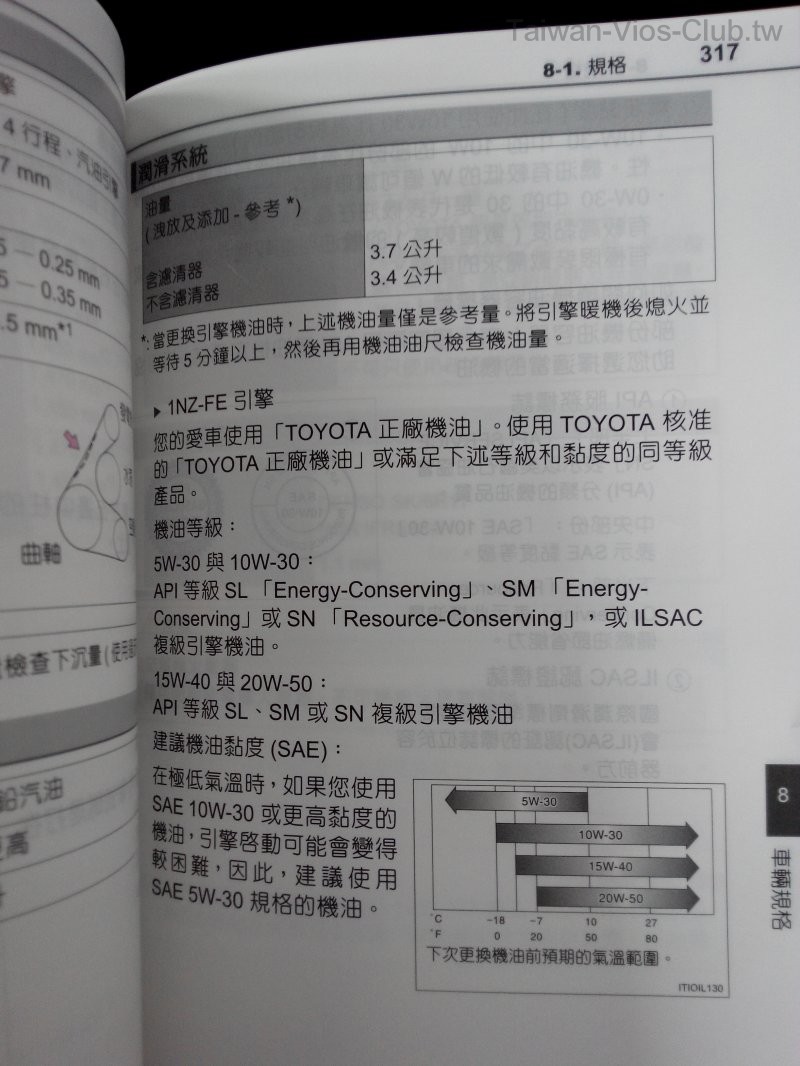 Taiwan-Vios-Club.tw
8-1. 規格
317
4 行程、汽油引擎
7 mm
0.25 mm
0.35 mm
.5 mm*1
曲軸
檢查下沉量
潤滑系統
油量
(洩放及添加 - 參考 *)
含濾清器
3.7 公升
不含濾清器
3.4 公升
*: 當更換引擎機油時，上述機油量僅是參考量。將引擎暖機後熄火並
等待 5 分鐘以上，然後再用機油油尺檢查機油量。
▶ 1NZ-FE 引擎
您的愛車使用「TOYOTA 正廠機油」。使用 TOYOTA 核准
的「TOYOTA 正廠機油」或滿足下述等級和黏度的同等級
產品。
機油等級：
5W-30 與 10W-30：
API 等級 SL 「Energy-Conserving」、SM 「Energy-
Conserving」或 SN 「Resource-Conserving」，或 ILSAC
複級引擎機油。
15W-40 與 20W-50：
API 等級 SL、SM 或 SN 複級引擎機油
建議機油黏度 (SAE)：
在極低氣溫時，如果您使用
SAE 10W-30 或更高黏度的
機油，引擎啓動可能會變得
較困難，因此，建議使用
SAE 5W-30 規格的機油。
5W-30
10W-30
15W-40
20W-50
°C -18 -7 10 27
°F 0 20 50 80
下次更換機油前預期的氣溫範圍。
ITIOIL130
8
車輛規格